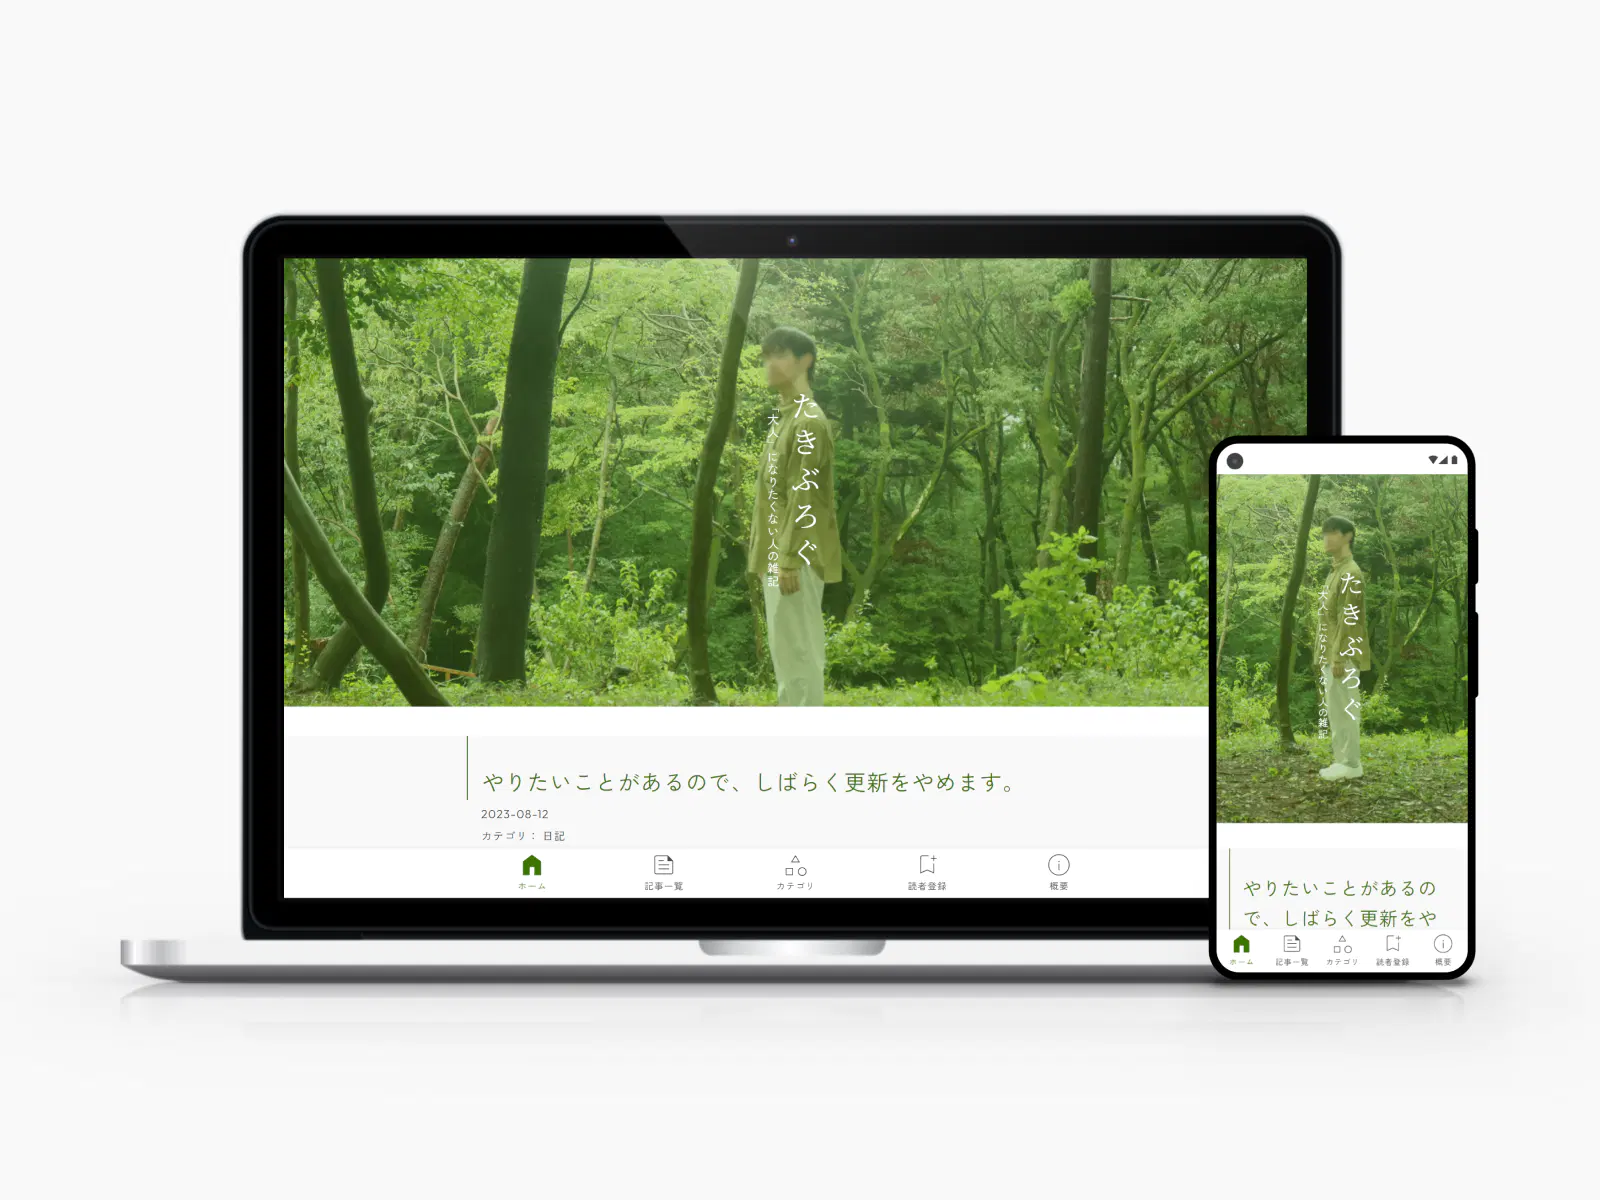 たきぶろぐ
「大人」になりたくない人の雑記
やりたいことがあるので、しばらく更新をやめます。
2023-08-12
カテゴリ： 日記
ホーム
記事一覧
カテゴリ
読者登録
概要
たきぶろぐ
「大人」になりたくない人の雑記
やりたいことがあるの
で、しばらく更新をや
ホーム
記事一覧
カテゴリ
読者登録
概要